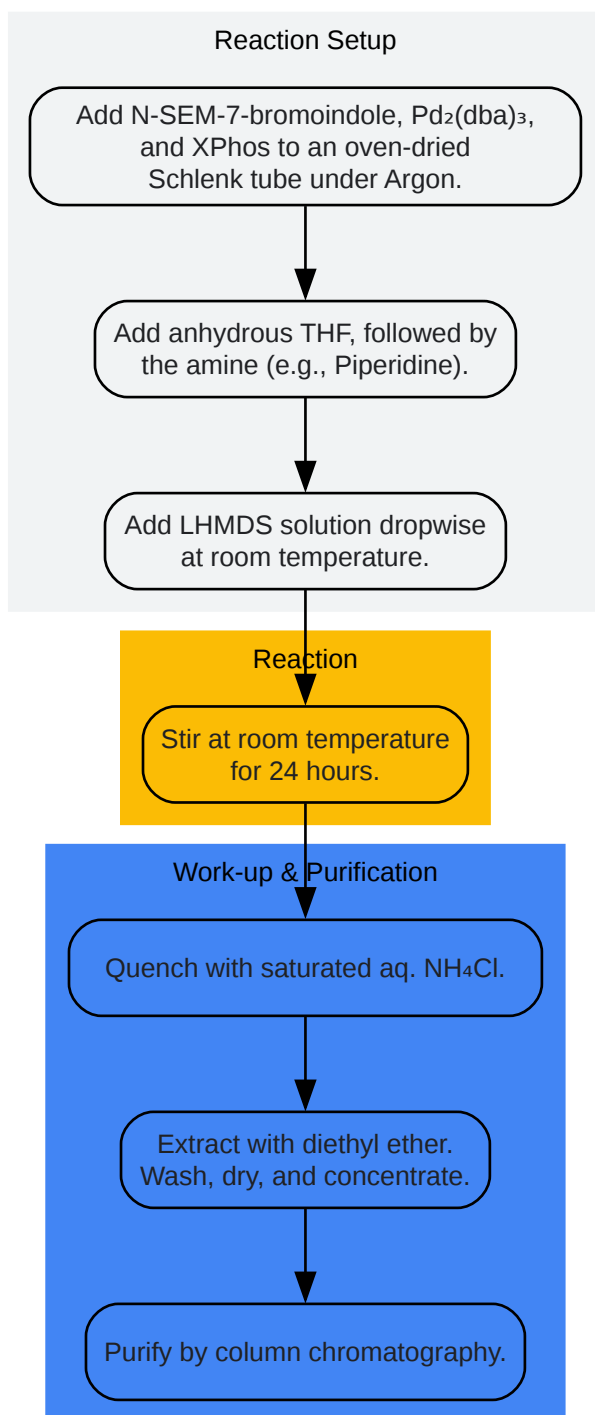 Reaction Setup
Add N-SEM-7-bromoindole, Pd₂(dba)₃,
and XPhos to an oven-dried
Schlenk tube under Argon.
Add anhydrous THF, followed by
the amine (e.g., Piperidine).
Add LHMDS solution dropwise
at room temperature.
Reaction
Stir at room temperature
for 24 hours.
Work-up & Purification
Quench with saturated aq. NH₄Cl.
Extract with diethyl ether.
Wash, dry, and concentrate.
Purify by column chromatography.